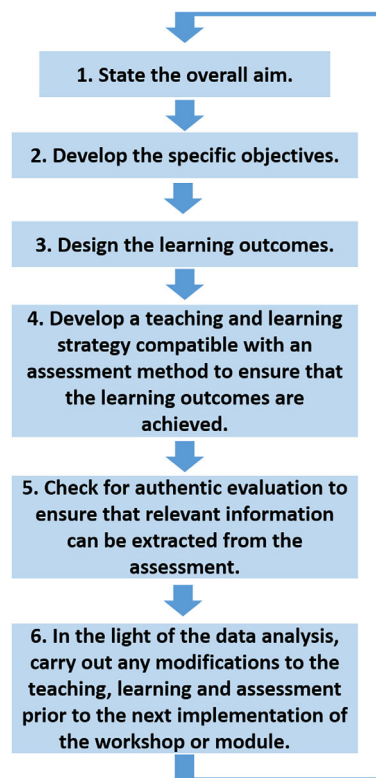 1. State the overall aim.
2. Develop the specific objectives.
3. Design the learning outcomes.
4. Develop a teaching and learning
strategy compatible with an
assessment method to ensure that
the learning outcomes are
achieved.
5. Check for authentic evaluation to
ensure that relevant information
can be extracted from the
assessment.
6. In the light of the data analysis,
carry out any modifications to the
teaching, learning and assessment
prior to the next implementation of
the workshop or module.